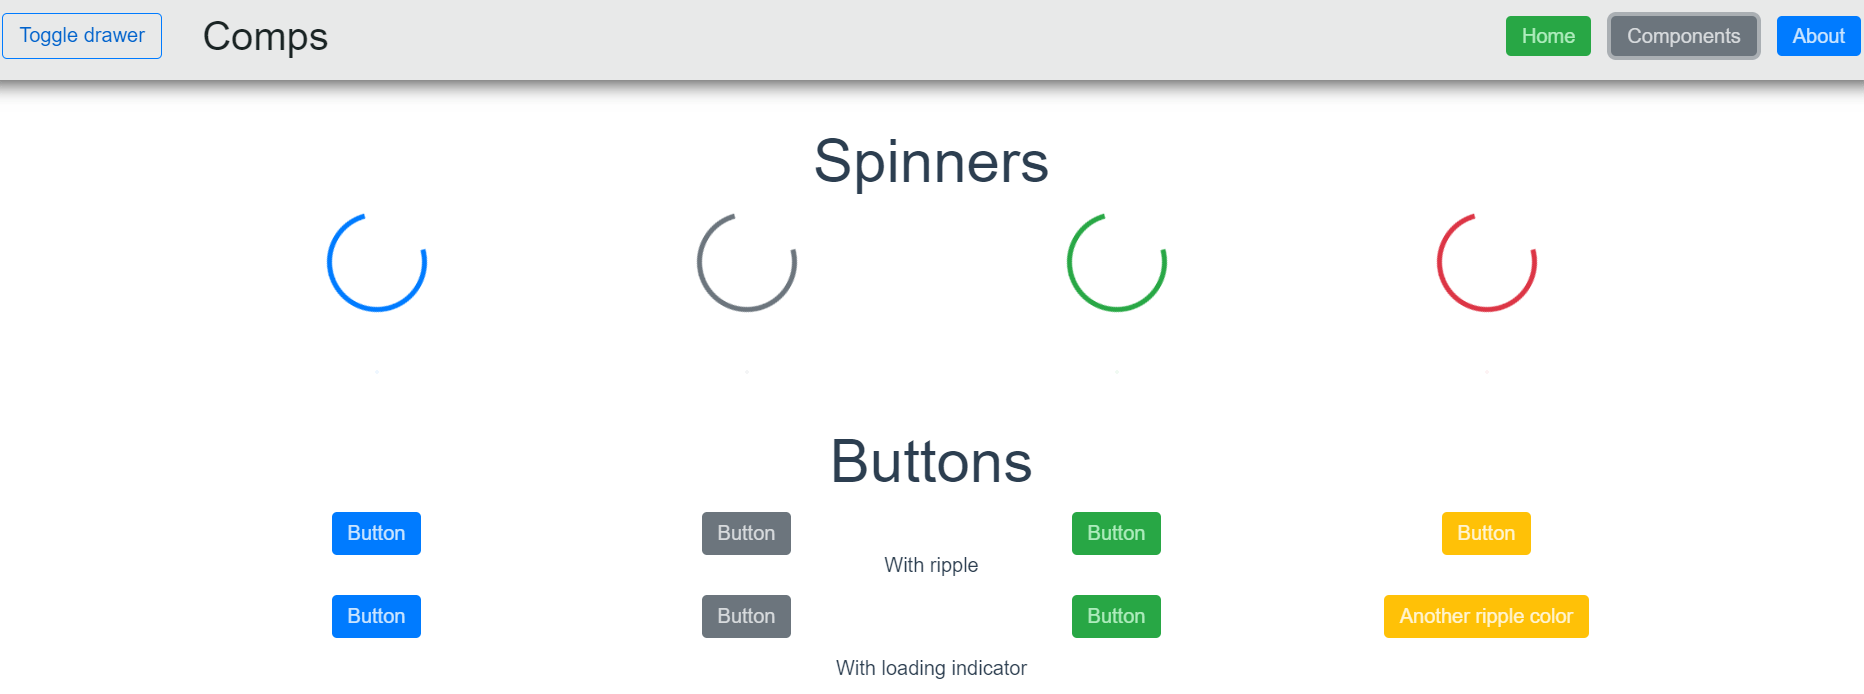 Toggle drawer Comps Home Components About
Spinners
Buttons
Button Button Button Button
With ripple
Button Button Button Another ripple color
With loading indicator